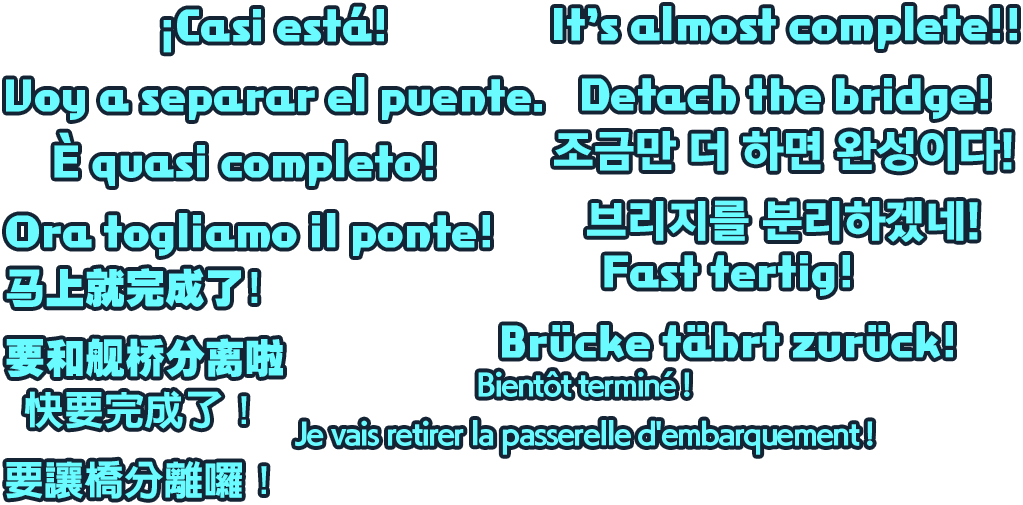 ¡Casi está!
Voy a separar el puente.
È quasi completo!
Ora togliamo il ponte!
马上就完成了!
要和舰桥分离啦
快要完成了！
要讓橋分離囉！
It's almost complete!!
Detach the bridge!
조금만 더 하면 완성이다!
브리지를 분리하겠네!
Fast fertig!
Brücke fährt zurück!
Bientôt terminé !
Je vais retirer la passerelle d'embarquement !